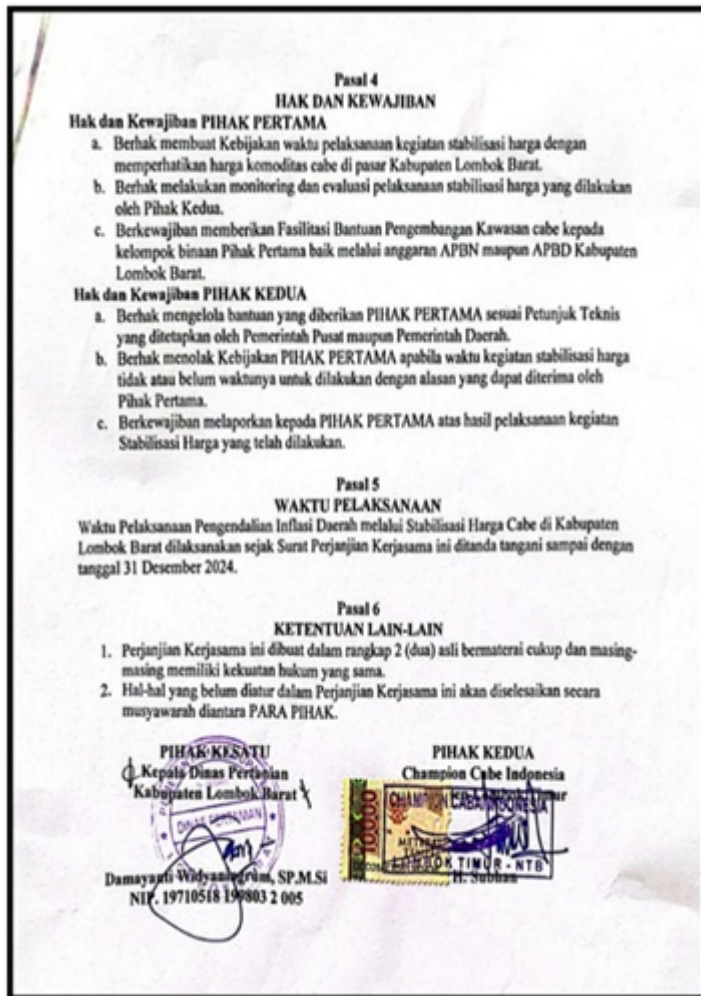 Pasal 4
HAK DAN KEWAJIBAN
Hak dan Kewajiban PIHAK PERTAMA
a. Berhak membuat Kebijakan waktu pelaksanaan kegiatan stabilisasi harga dengan
memperhatikan harga komoditas cabe di pasar Kabupaten Lombok Barat.
b. Berhak melakukan monitoring dan evaluasi pelaksanaan stabilisasi harga yang dilakukan
oleh Pihak Kedua.
c. Berkewajiban memberikan Fasilitasi Bantuan Pengembangan Kawasan cabe kepada
kelompok binaan Pihak Pertama baik melalui anggaran APBN maupun APBD Kabupaten
Lombok Barat.
Hak dan Kewajiban PIHAK KEDUA
a. Berhak mengelola bantuan yang diberikan PIHAK PERTAMA sesuai Petunjuk Teknis
yang ditetapkan oleh Pemerintah Pusat maupun Pemerintah Daerah.
b. Berhak menolak Kebijakan PIHAK PERTAMA apabila waktu kegiatan stabilisasi harga
tidak atau belum waktunya untuk dilakukan dengan alasan yang dapat diterima oleh
Pihak Pertama.
c. Berkewajiban melaporkan kepada PIHAK PERTAMA atas hasil pelaksanaan kegiatan
Stabilisasi Harga yang telah dilakukan.
Pasal 5
WAKTU PELAKSANAAN
Waktu Pelaksanaan Pengendalian Inflasi Daerah melalui Stabilisasi Harga Cabe di Kabupaten
Lombok Barat dilaksanakan sejak Surat Perjanjian Kerjasama ini ditanda tangani sampai dengan
tanggal 31 Desember 2024.
Pasal 6
KETENTUAN LAIN-LAIN
1. Perjanjian Kerjasama ini dibuat dalam rangkap 2 (dua) asli bermaterai cukup dan masing-
masing memiliki kekuatan hukum yang sama.
2. Hal-hal yang belum diatur dalam Perjanjian Kerjasama ini akan diselesaikan secara
musyawarah diantara PARA PIHAK.
PIHAK KESATU
Kepala Dinas Pertanian
Kabupaten Lombok Barat
DINAS PERTANIAN
Damayanti Widyaningrum, SP.M.Si
NIP. 19710518 199803 2 005
PIHAK KEDUA
Champion Cabe Indonesia
CHAMPION CABAI INDONESIA
10000
LOMBOK TIMUR - NTB
H. Subhan